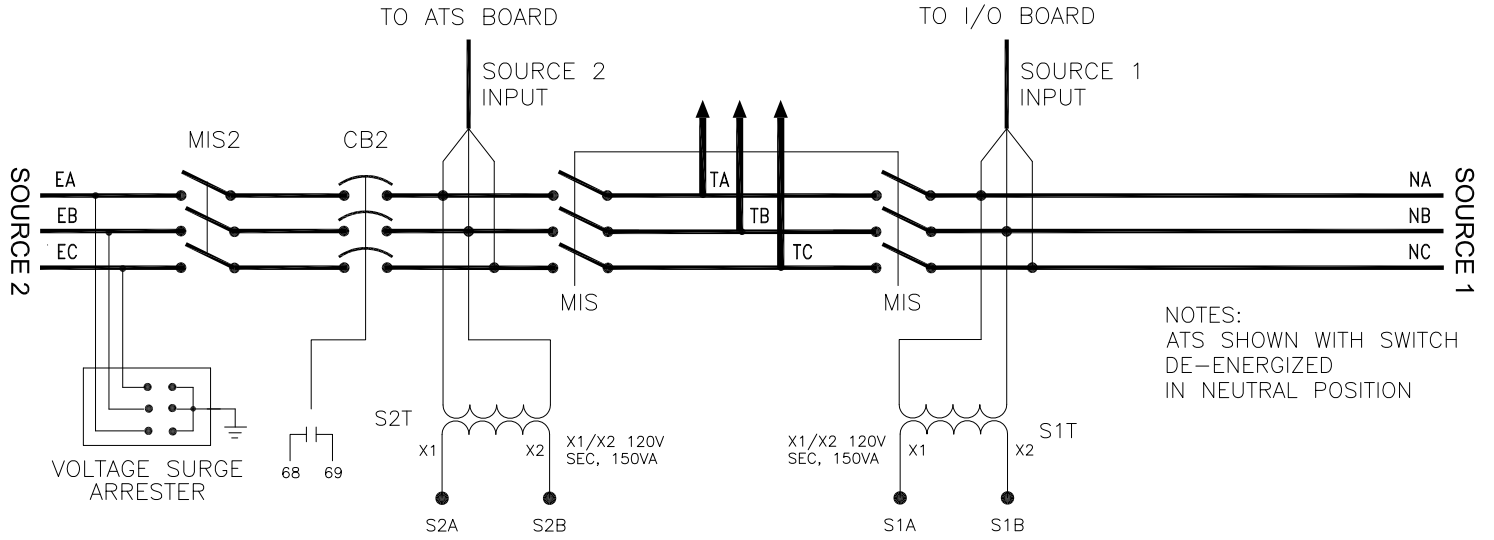 TO ATS BOARD
TO I/O BOARD
SOURCE 2
INPUT
SOURCE 1
INPUT
MIS2
CB2
SOURCE 2
EA
EB
EC
TA
TB
TC
NA
NB
NC
SOURCE 1
MIS
MIS
NOTES:
ATS SHOWN WITH SWITCH
DE-ENERGIZED
IN NEUTRAL POSITION
S2T
X1
X2
X1/X2 120V
SEC, 150VA
X1/X2 120V
SEC, 150VA
X1
X2
S1T
VOLTAGE SURGE
ARRESTER
68
69
S2A
S2B
S1A
S1B